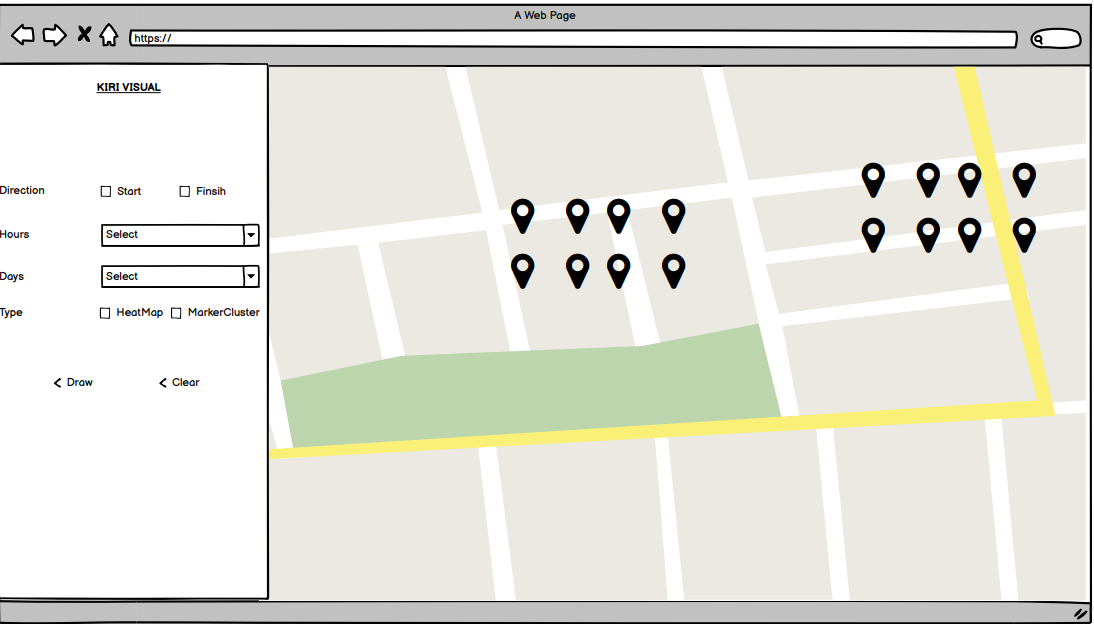 A Web Page
https://
KIRI VISUAL
Direction
Start
Finsih
Hours
Select
Days
Select
Type
HeatMap
MarkerCluster
< Draw
< Clear